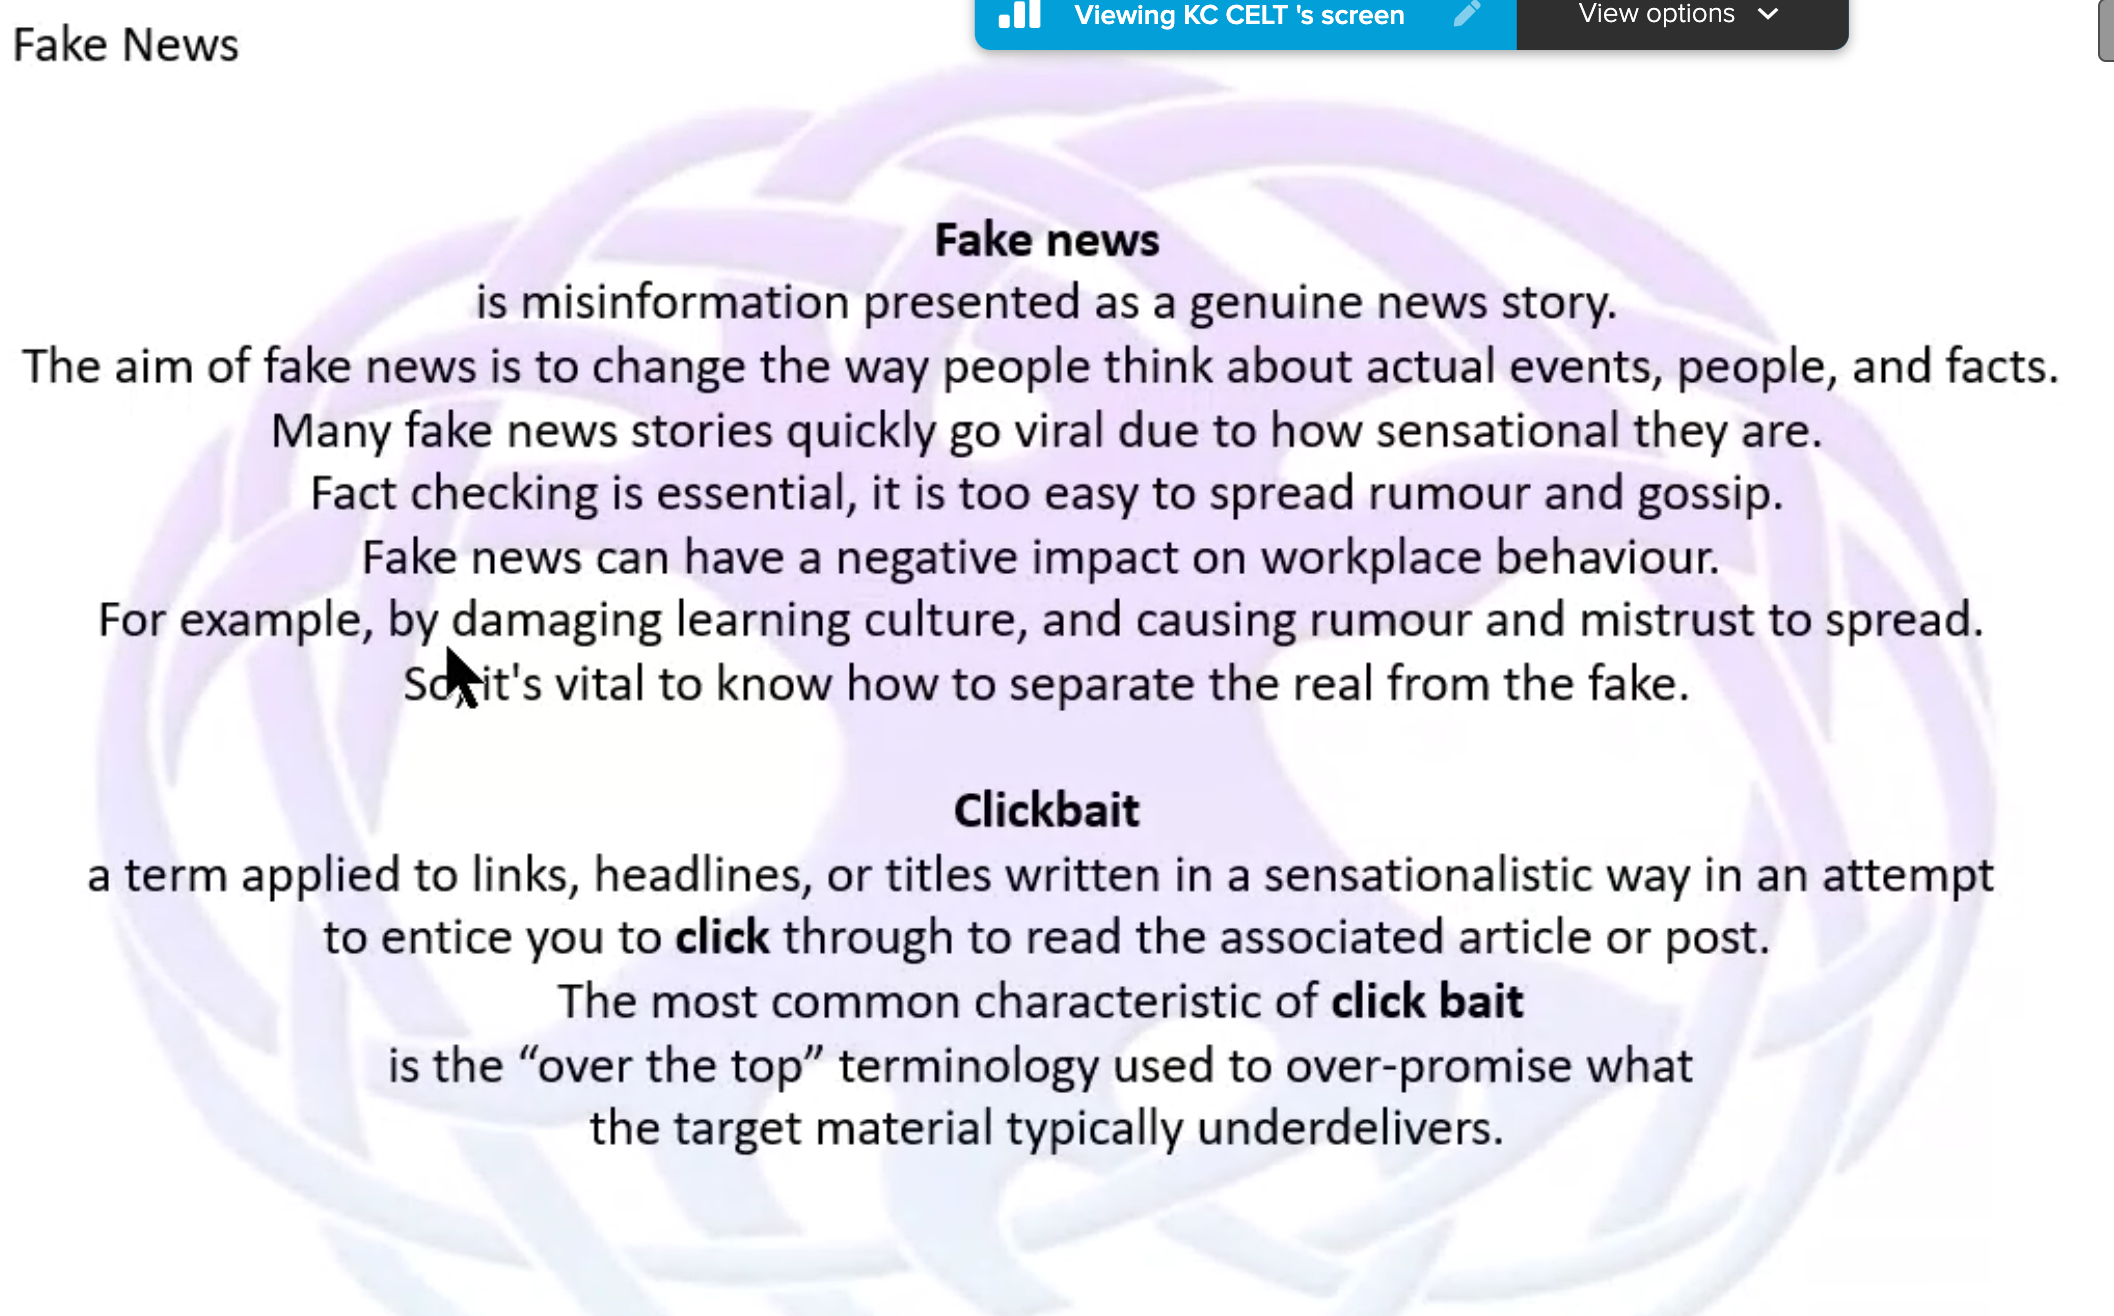 Viewing KC CELT 's screen
View options
Fake News
Fake news
is misinformation presented as a genuine news story.
The aim of fake news is to change the way people think about actual events, people, and facts.
Many fake news stories quickly go viral due to how sensational they are.
Fact checking is essential, it is too easy to spread rumour and gossip.
Fake news can have a negative impact on workplace behaviour.
For example, by damaging learning culture, and causing rumour and mistrust to spread.
So it's vital to know how to separate the real from the fake.
Clickbait
a term applied to links, headlines, or titles written in a sensationalistic way in an attempt
to entice you to click through to read the associated article or post.
The most common characteristic of click bait
is the “over the top” terminology used to over-promise what
the target material typically underdelivers.